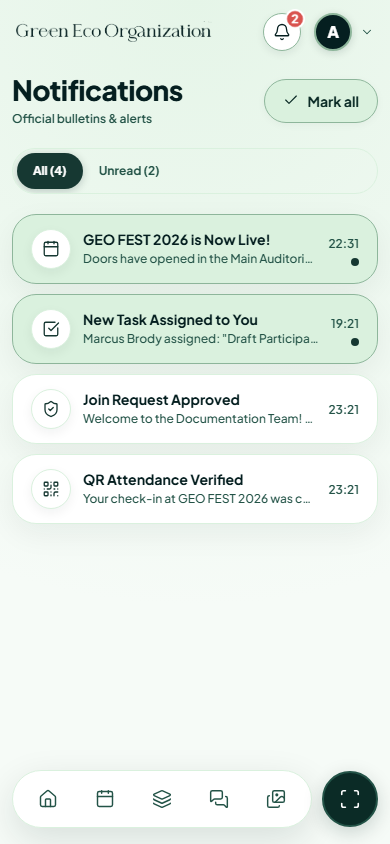 Green Eco Organization
2
A
Notifications
Official bulletins & alerts
Mark all
All (4)
Unread (2)
GEO FEST 2026 is Now Live!
22:31
Doors have opened in the Main Auditori...
New Task Assigned to You
19:21
Marcus Brody assigned: "Draft Participa...
Join Request Approved
Welcome to the Documentation Team! ...
23:21
QR Attendance Verified
Your check-in at GEO FEST 2026 was c...
23:21